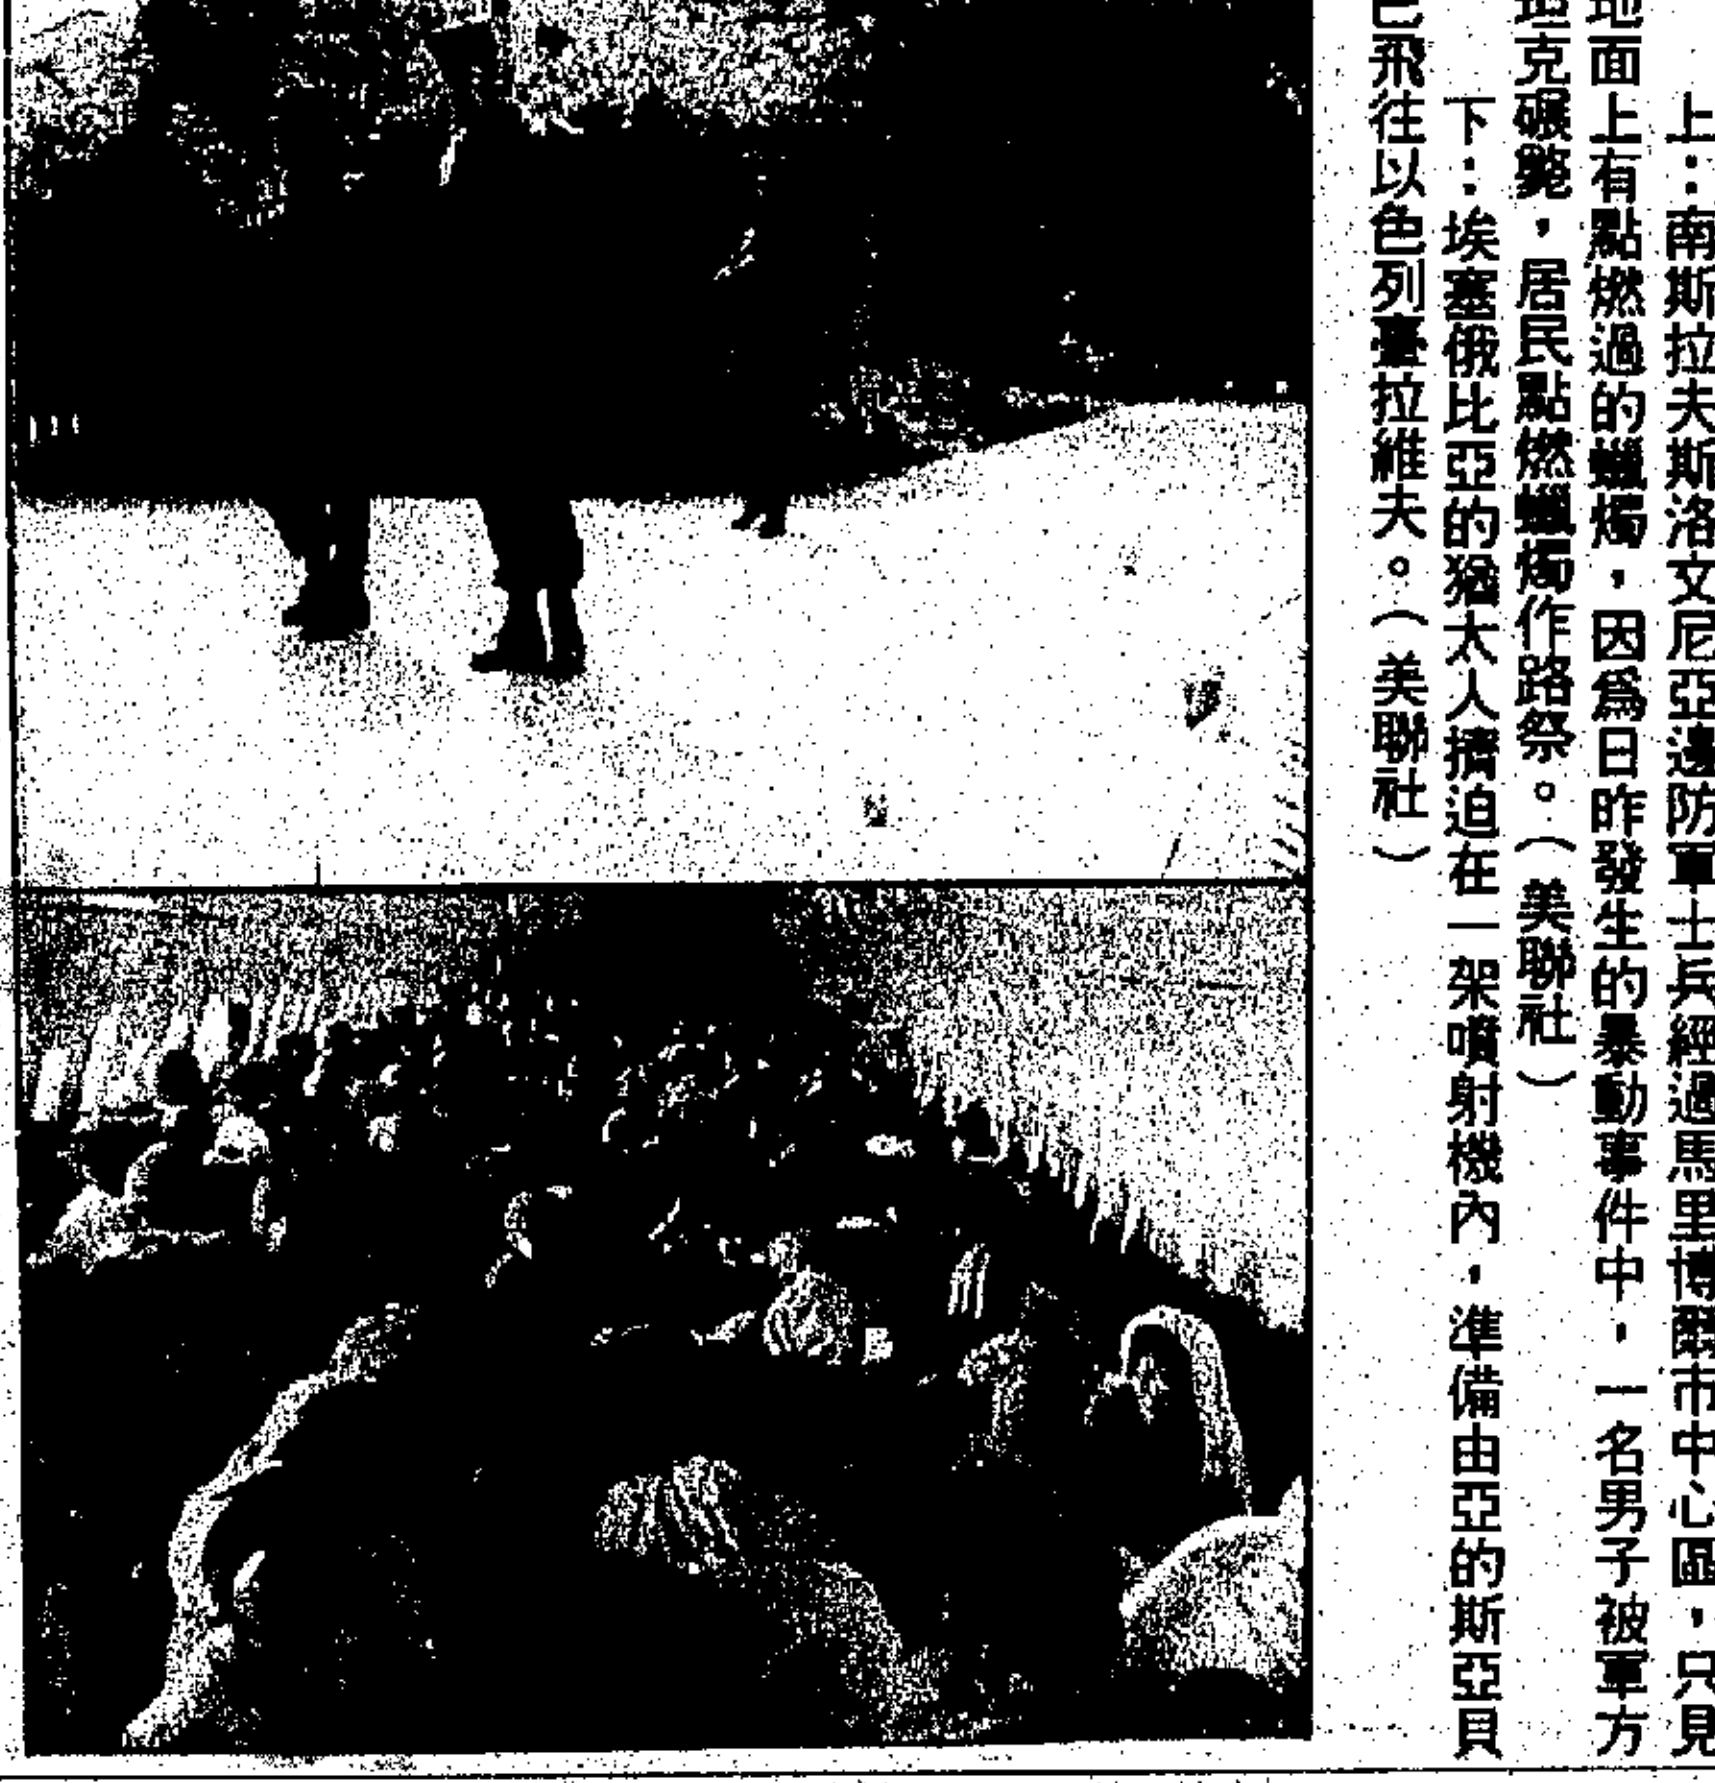 上：南斯拉夫斯洛文尼亞邊防軍士兵經過馬里博爾市中心區，只見
地面上有點燃過的蠟燭，因爲日昨發生的暴動事件中，一名男子被軍方
坦克礮斃，居民點燃蠟燭作路祭。（美聯社）
下：埃塞俄比亞的猶太人擠迫在一架噴射機內，準備由亞的斯亞貝
巴飛往以色列臺拉維夫。（美聯社）